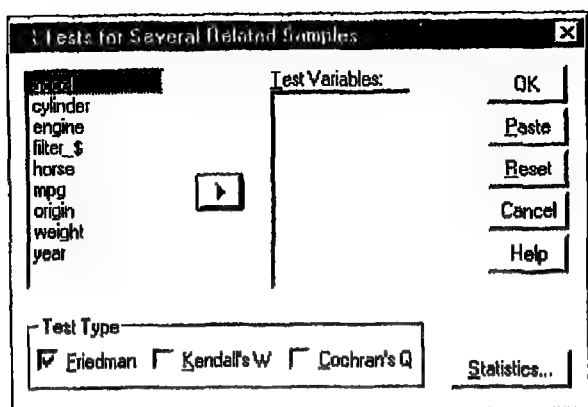 Tests for Several Related Samples
cylinder
engine
filter_$
horse
mpg
origin
weight
year
Test Variables:
OK
Paste
Reset
Cancel
Help
Test Type
Friedman
Kendall's W
Cochran's Q
Statistics...